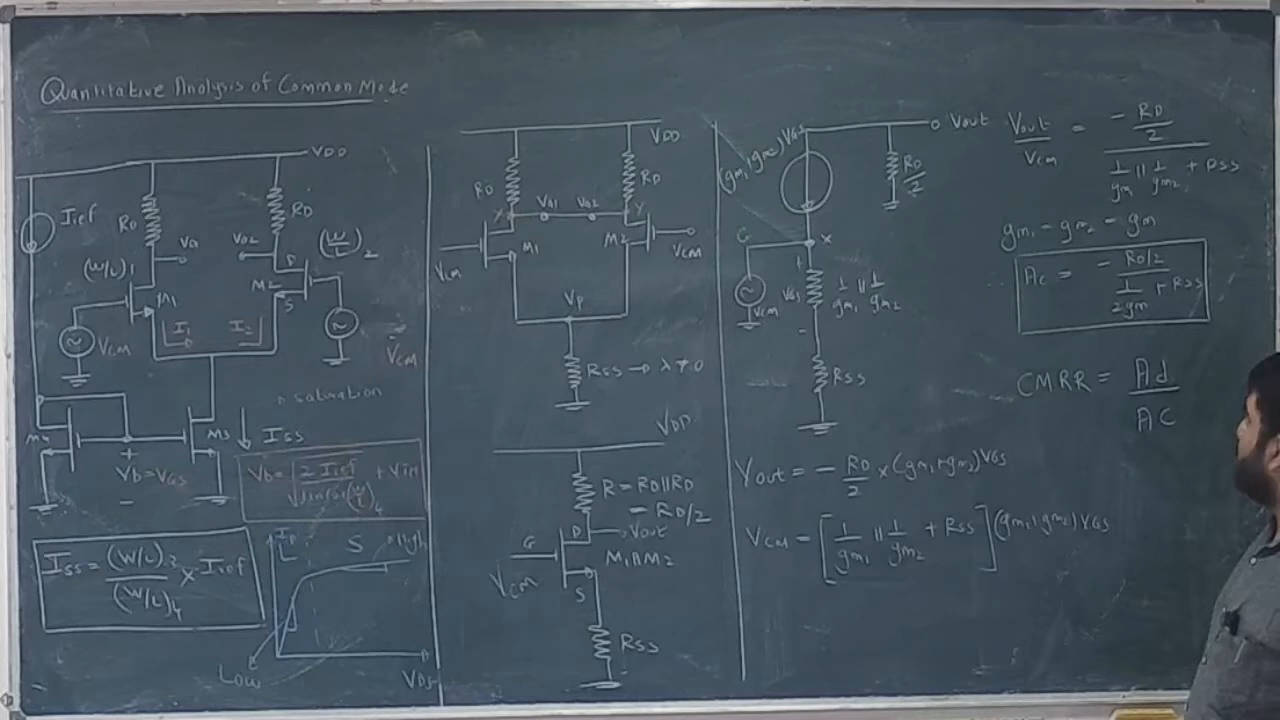 Quantitative Analysis of Common Mode
VDD
Iref
RD
RD
Vo1
Vo2
(W/L)1
(W/L)2
M1
M2
D
S
I1
I2
VCM
VCM
saturation
M4
M3
ISS
Vb=VGS
+
-
ISS = (W/L)3 / (W/L)4 × Iref
ID
S
High
Low
VDS
VDD
RD
RD
X
Y
Vo1
Vo2
M1
M2
VCM
VCM
VP
RSS → λ≠0
VDD
R = RD||RD
= RD/2
D
Vout
G
M1||M2
VCM
S
RSS
(gm1+gm2)VGS
Vout
RD/2
G
X
+
VGS
1/gm1 || 1/gm2
VCM
-
RSS
Vout = - RD/2 × (gm1+gm2)VGS
VCM = [1/gm1 || 1/gm2 + RSS](gm1+gm2)VGS
Vout/VCM = - RD/2 / (1/gm1 || 1/gm2 + RSS)
gm1 = gm2 = gm
AC = - RD/2 / (1/2gm + RSS)
CMRR = Ad / AC